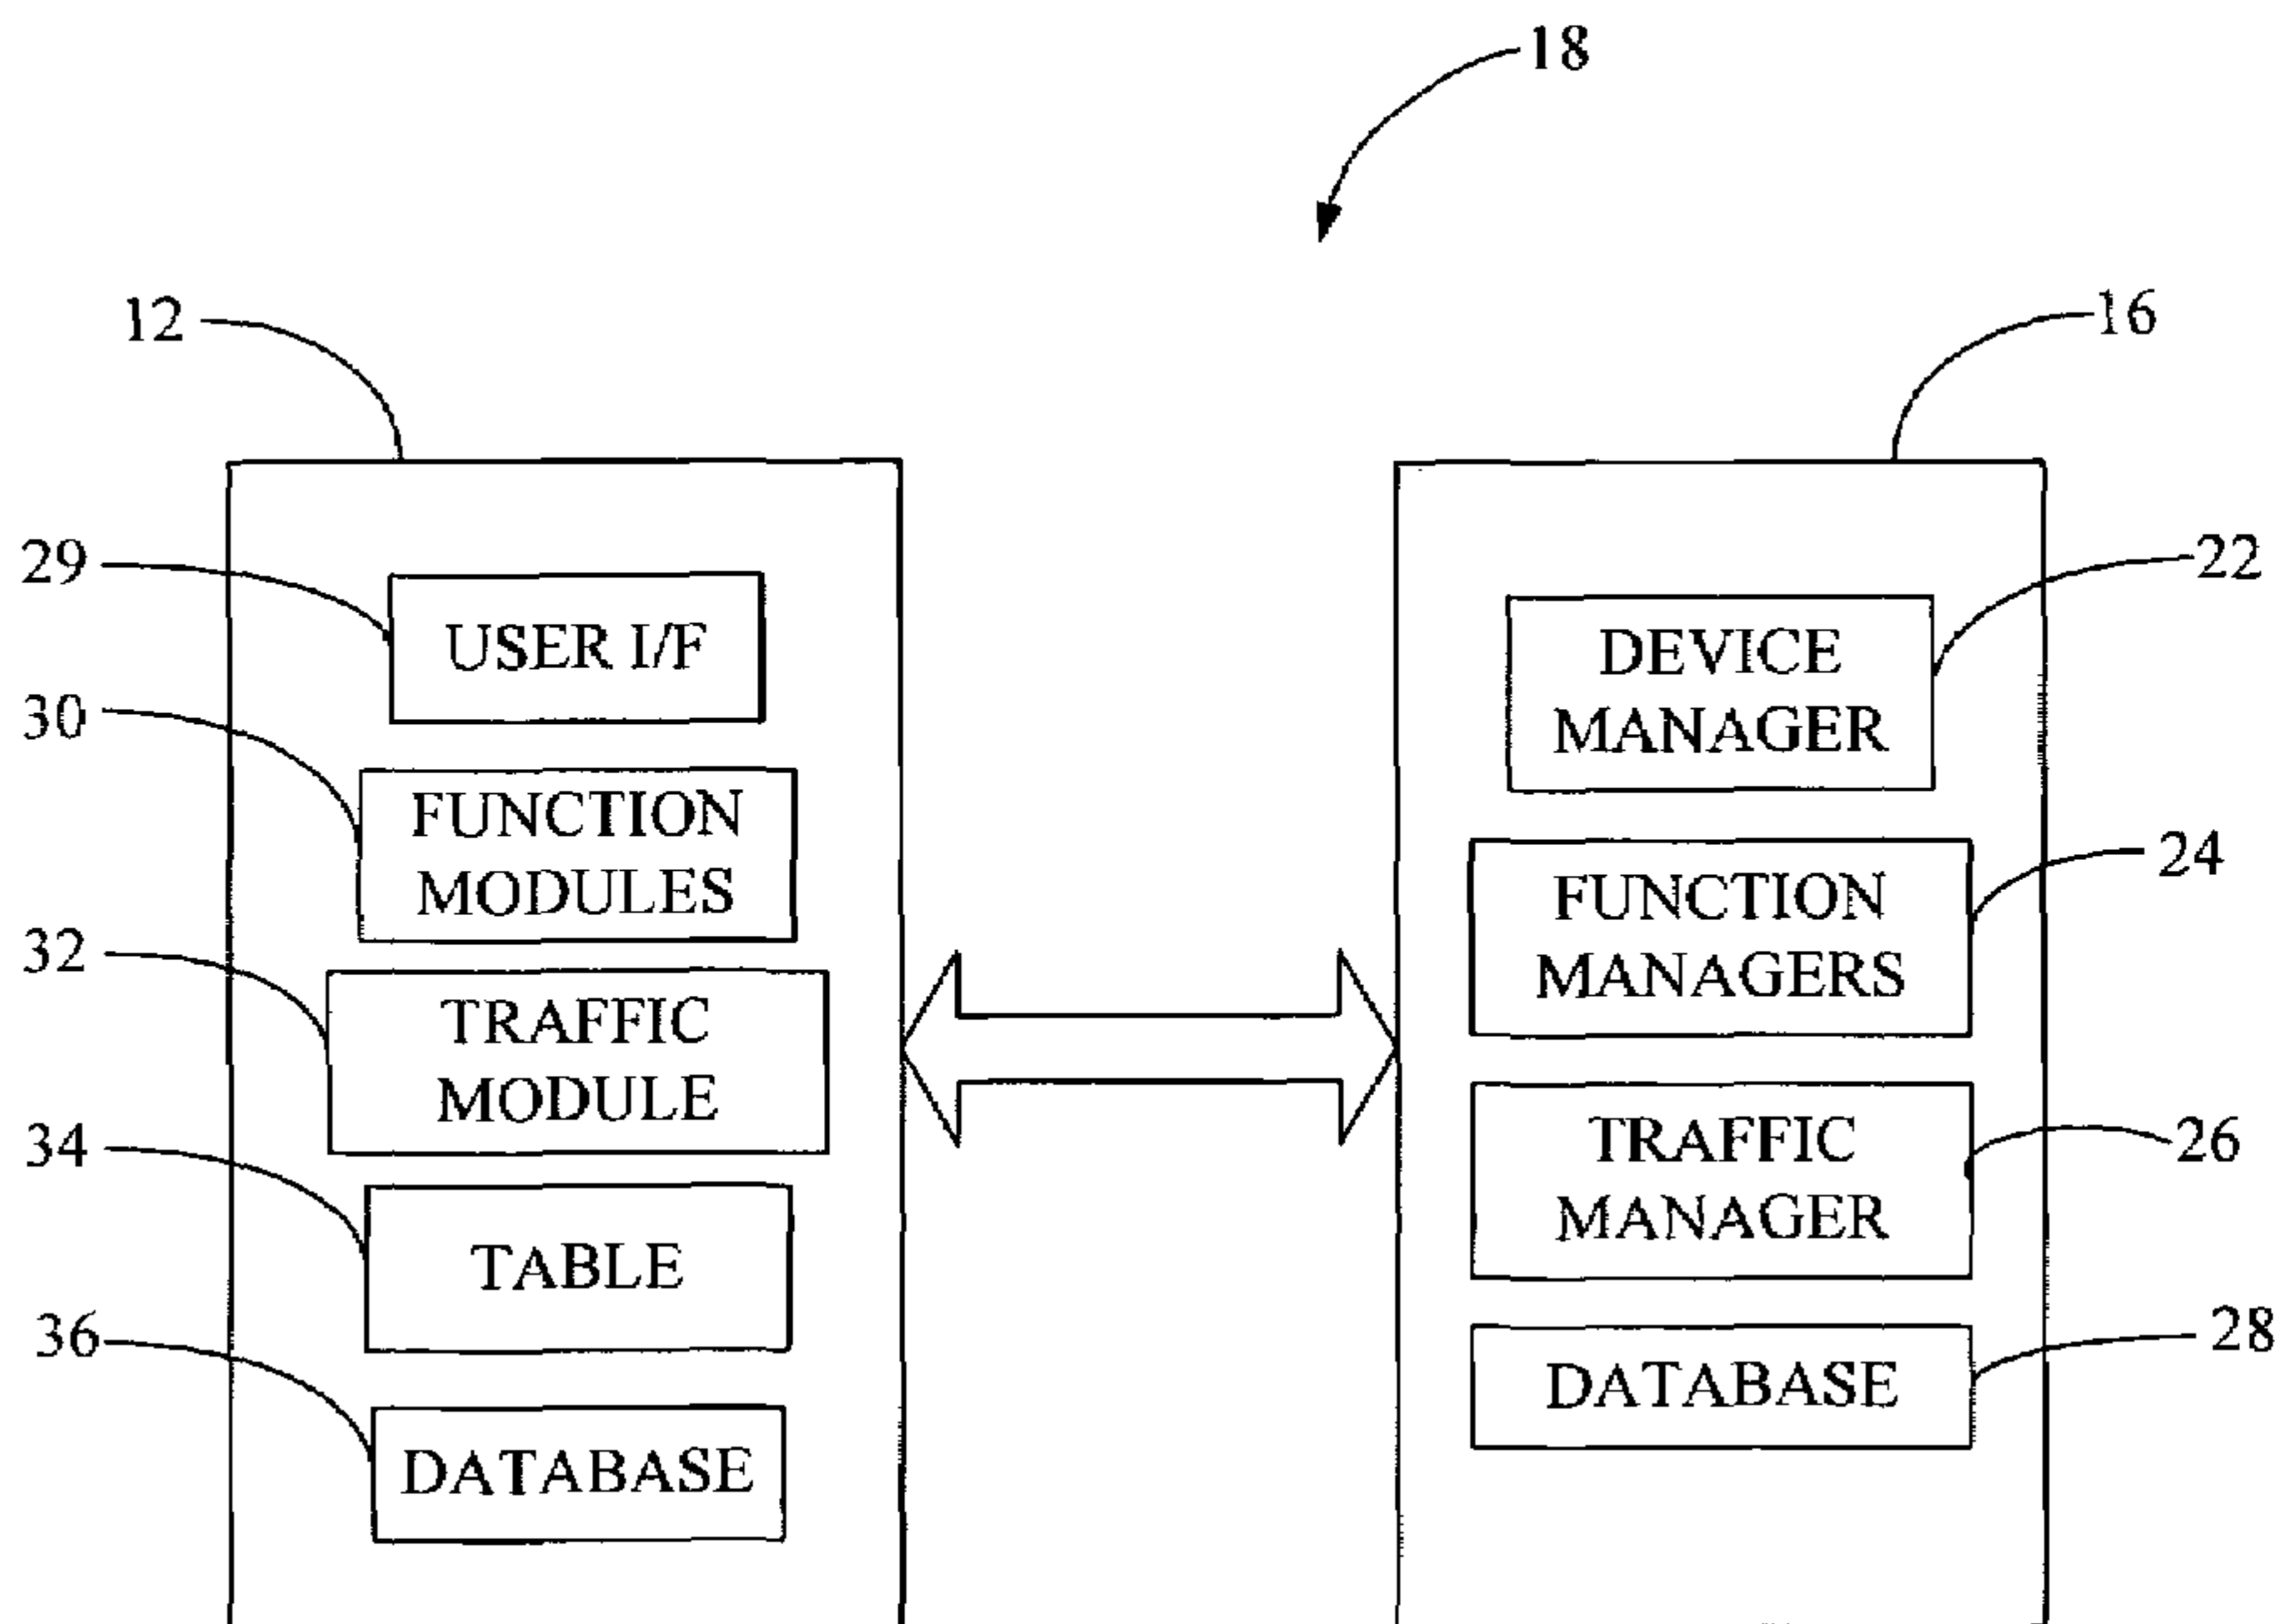 18
12
16
29
USER I/F
30
FUNCTION
MODULES
32
TRAFFIC
MODULE
34
TABLE
36
DATABASE
22
DEVICE
MANAGER
24
FUNCTION
MANAGERS
26
TRAFFIC
MANAGER
28
DATABASE